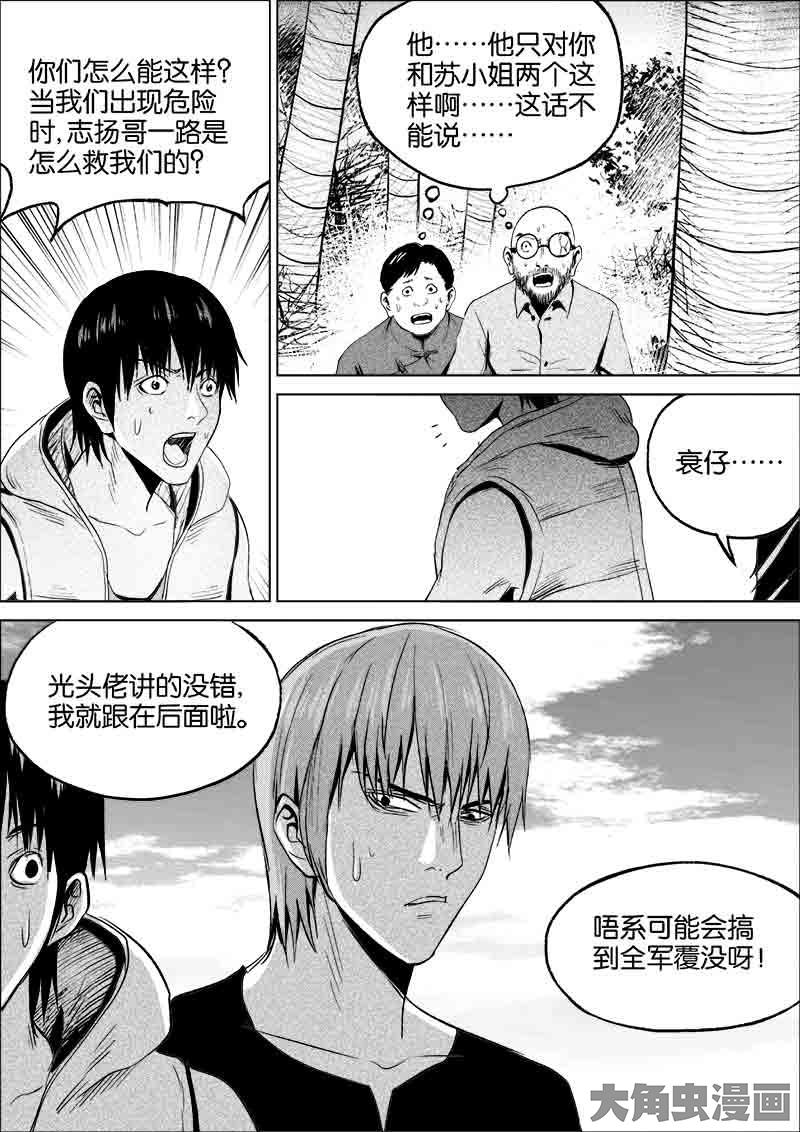 你们怎么能这样?
当我们出现危险
时,志扬哥一路是
怎么救我们的?
他……他只对你
和苏小姐两个这
样啊……这话不
能说……
衰仔……
光头佬讲的没错,
我就跟在后面啦。
唔系可能会搞
到全军覆没呀!
大角虫漫画